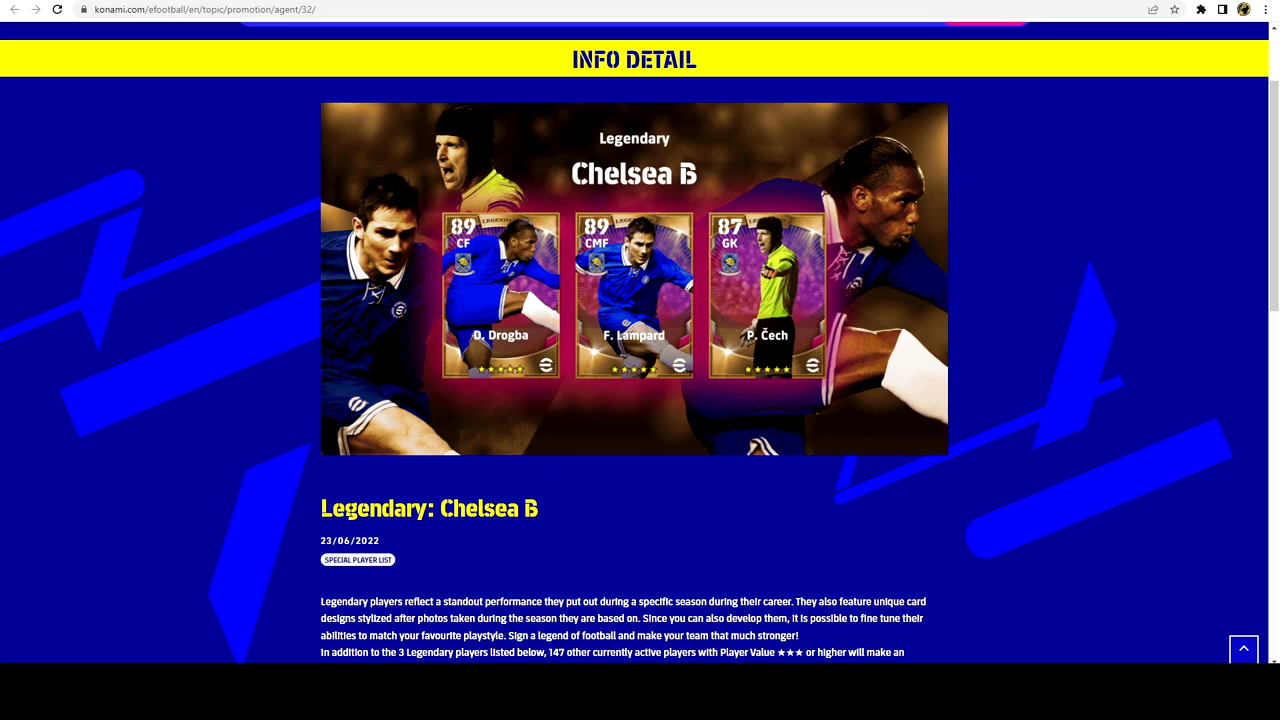 konami.com/efootball/en/topic/promotion/agent/32/
INFO DETAIL
Legendary
Chelsea B
89
CF
D. Drogba
89
CMF
F. Lampard
87
GK
P. Čech
Legendary: Chelsea B
23/06/2022
SPECIAL PLAYER LIST
Legendary players reflect a standout performance they put out during a specific season during their career. They also feature unique card
designs stylized after photos taken during the season they are based on. Since you can also develop them, it is possible to fine tune their
abilities to match your favourite playstyle. Sign a legend of football and make your team that much stronger!
In addition to the 3 Legendary players listed below, 147 other currently active players with Player Value ★★★ or higher will make an